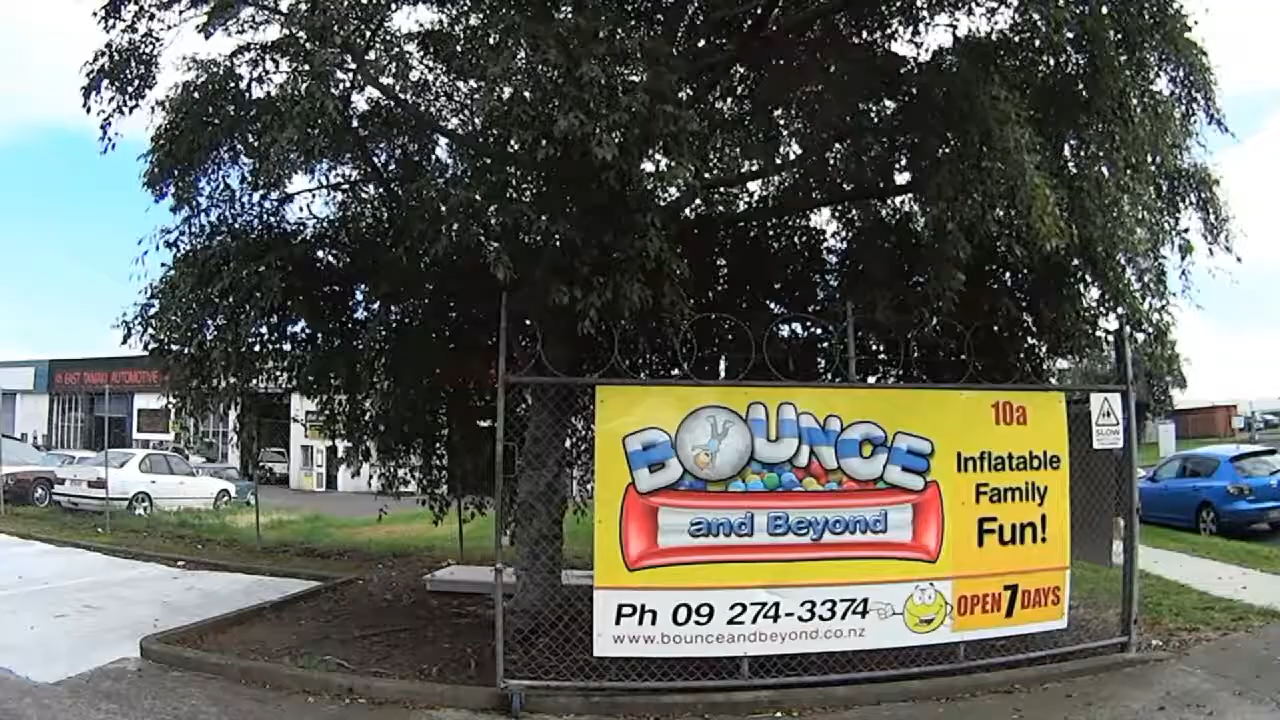 EAST TAMAKI AUTOMOTIVE
BOUNCE
and Beyond
10a
Inflatable
Family
Fun!
Ph 09 274-3374
www.bounceandbeyond.co.nz
OPEN 7 DAYS
SLOW